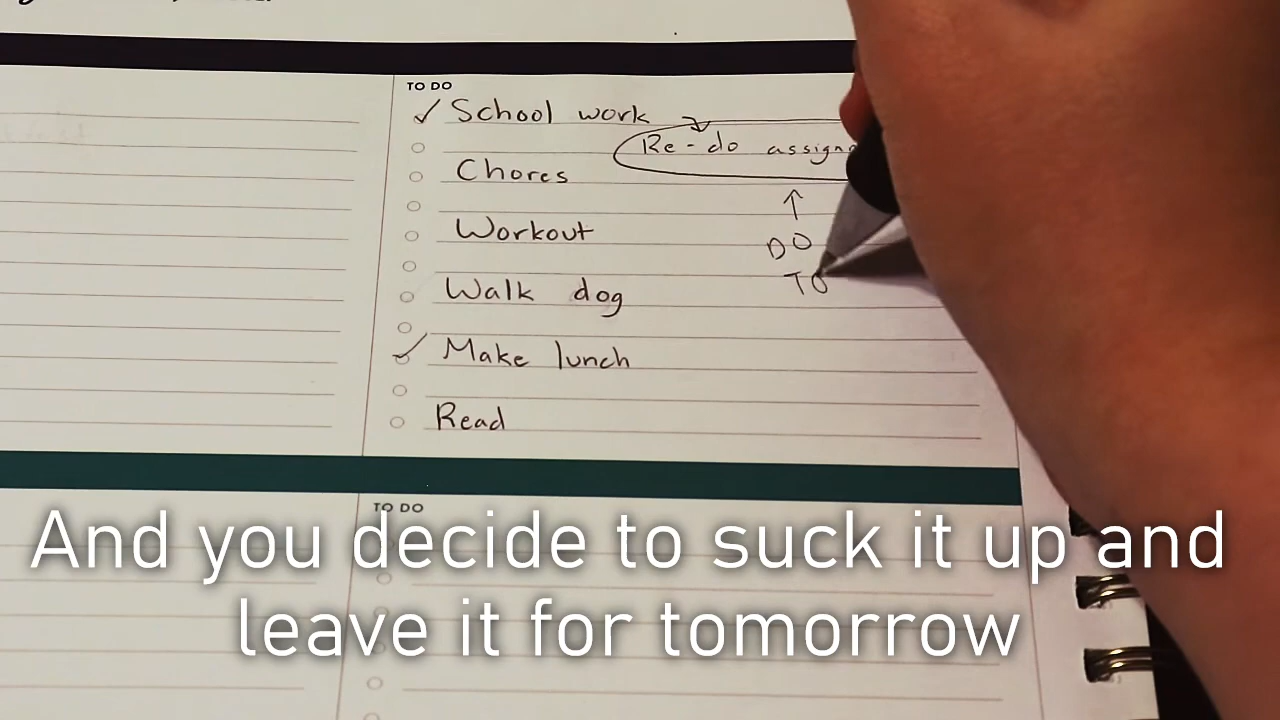 TO DO
✓ School work
Re-do
Chores
↑
Workout
DO
TO
Walk dog
✓ Make lunch
Read
TO DO
And you decide to suck it up and
leave it for tomorrow